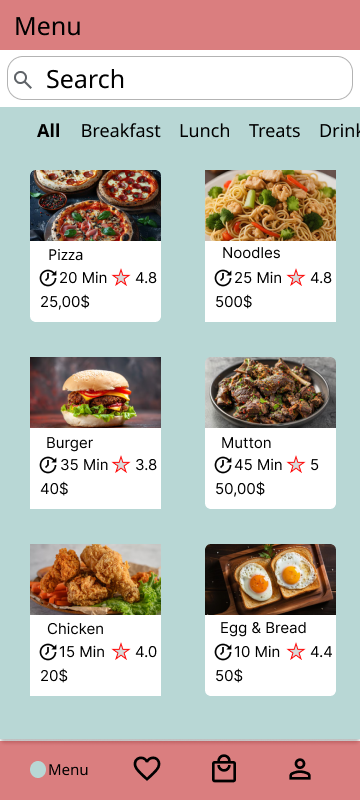 Menu
Search
All Breakfast Lunch Treats Drink
Pizza
20 Min 4.8
25,00$
Noodles
25 Min 4.8
500$
Burger
35 Min 3.8
40$
Mutton
45 Min 5
50,00$
Chicken
15 Min 4.0
20$
Egg & Bread
10 Min 4.4
50$
Menu